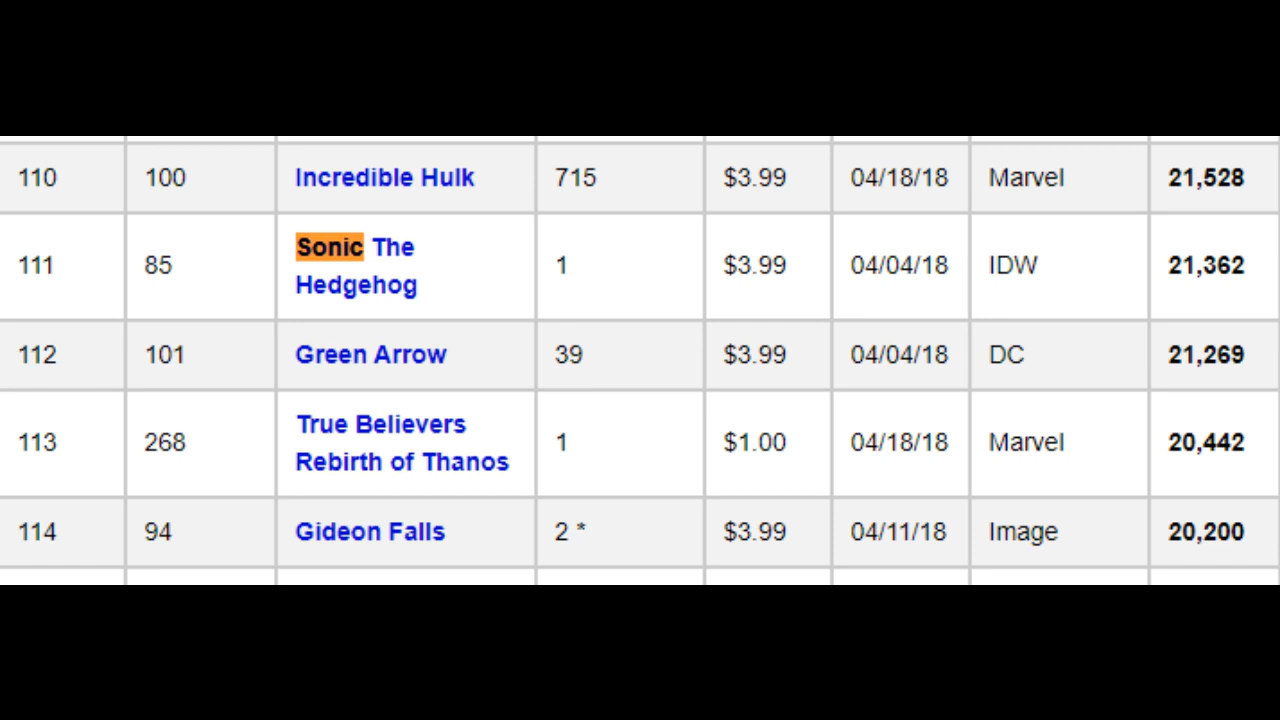 110 100 Incredible Hulk 715 $3.99 04/18/18 Marvel 21,528
Sonic The
111 85 1 $3.99 04/04/18 IDW 21,362
Hedgehog
112 101 Green Arrow 39 $3.99 04/04/18 DC 21,269
True Believers
113 268 1 $1.00 04/18/18 Marvel 20,442
Rebirth of Thanos
114 94 Gideon Falls 2 * $3.99 04/11/18 Image 20,200